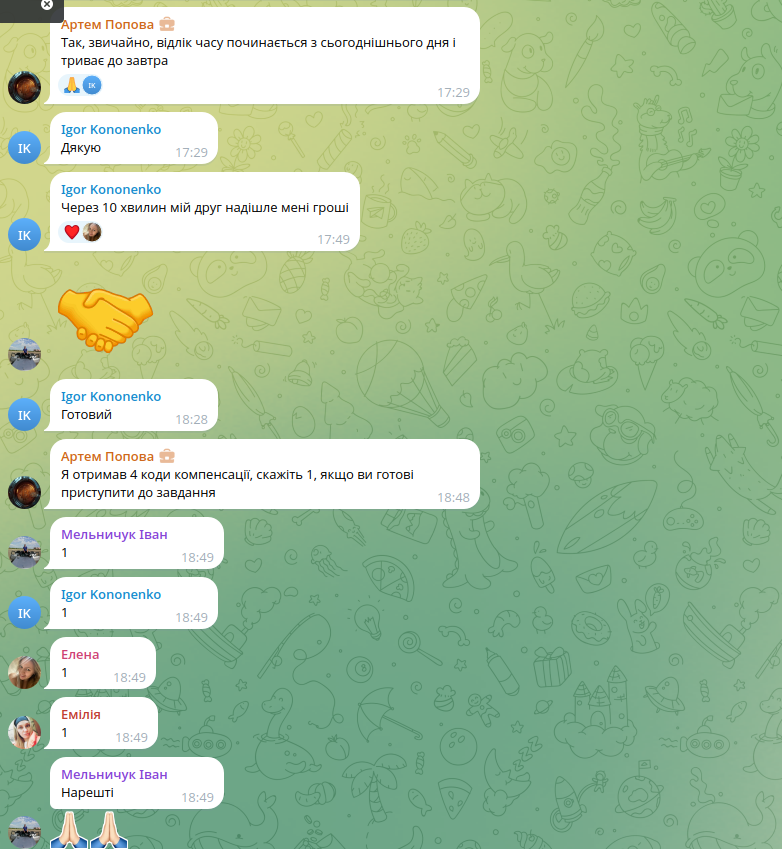 Артем Попова
Так, звичайно, відлік часу починається з сьогоднішнього дня і
триває до завтра
IK
17:29
Igor Kononenko
IK
Дякую
17:29
Igor Kononenko
Через 10 хвилин мій друг надішле мені гроші
IK
17:49
Igor Kononenko
IK
Готовий
18:28
Артем Попова
Я отримав 4 коди компенсації, скажіть 1, якщо ви готові
приступити до завдання
18:48
Мельничук Іван
1
18:49
Igor Kononenko
IK
1
18:49
Елена
1
18:49
Емілія
1
18:49
Мельничук Іван
Нарешті
18:49